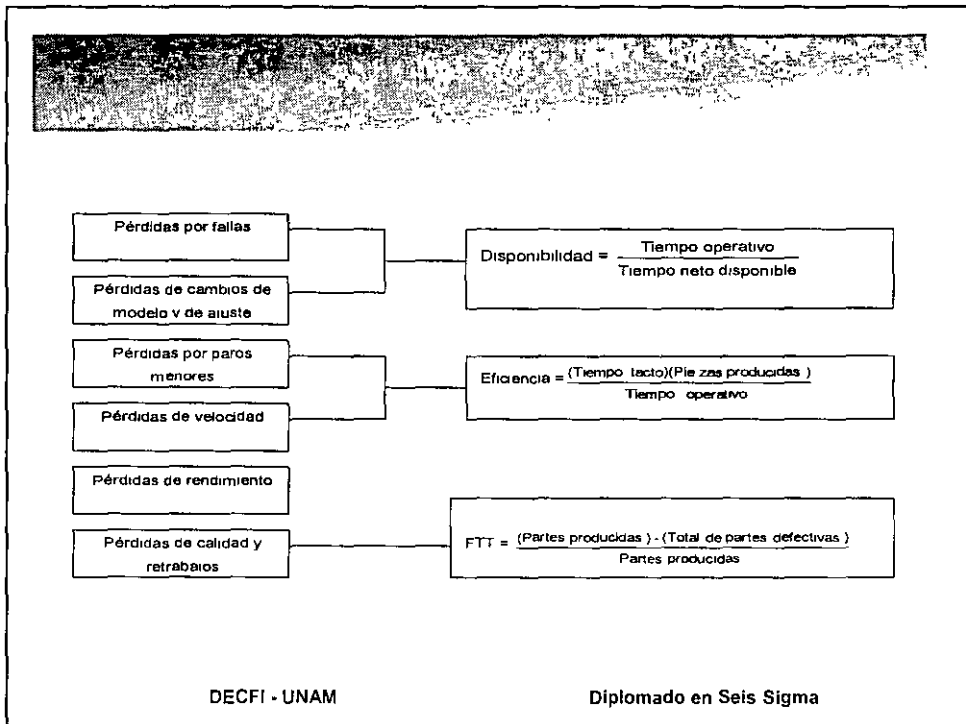 Pérdidas por fallas
Pérdidas de cambios de
modelo v de aiuste
Pérdidas por paros
menores
Pérdidas de velocidad
Pérdidas de rendimiento
Pérdidas de calidad y
retrabaios
Disponibilidad = Tiempo operativo
Tiempo neto disponible
Eficiencia = (Tiempo tacto)(Pie zas producidas )
Tiempo operativo
FTT = (Partes producidas ) - (Total de partes defectivas )
Partes producidas
DECFI - UNAM
Diplomado en Seis Sigma